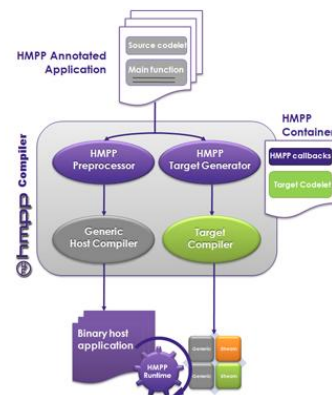 HMPP Annotated
Application
Source codelet
Main function
HMPP
Container
HMPP callbacks
Target Codelet
hmpp Compiler
HMPP
Preprocessor
HMPP
Target Generator
Generic
Host Compiler
Target
Compiler
Binary host
application
HMPP
Runtime